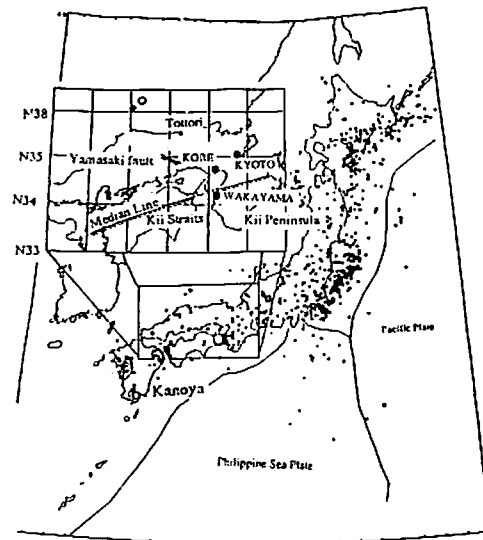 N38
Tottori
N35
Yamasaki fault
KOBE
KYOTO
N34
WAKAYAMA
Median Line
Kii Straits
Kii Peninsula
N33
Pacific Plate
Kanoya
Philippine Sea Plate